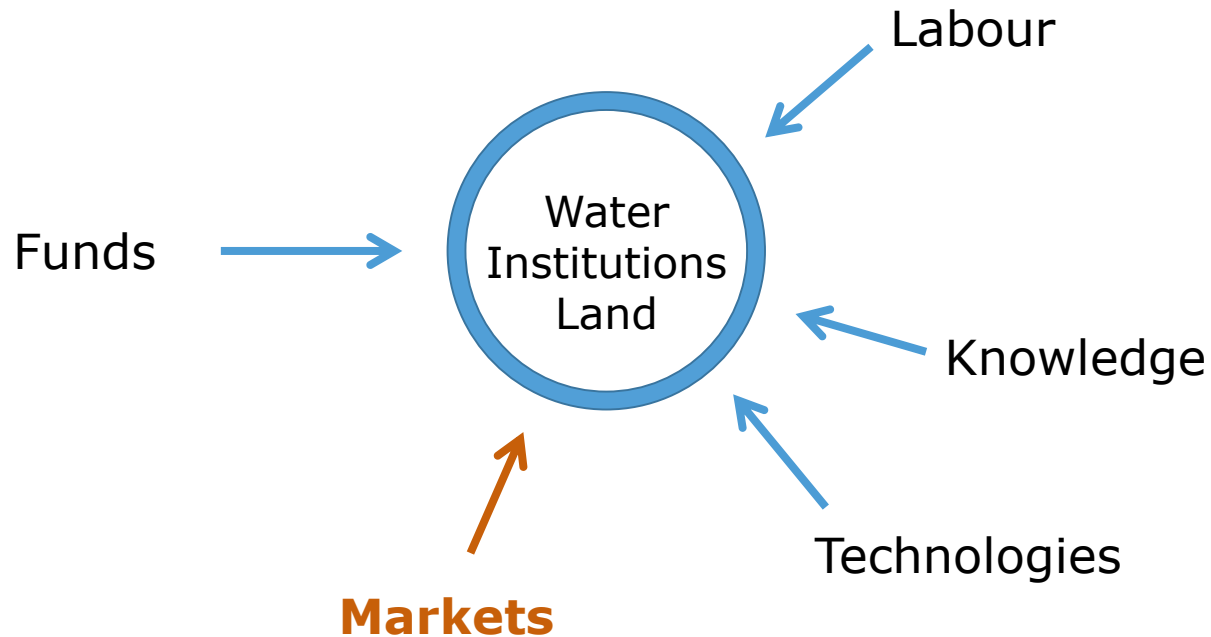 Labour
Water
Institutions
Land
Funds
Knowledge
Technologies
Markets